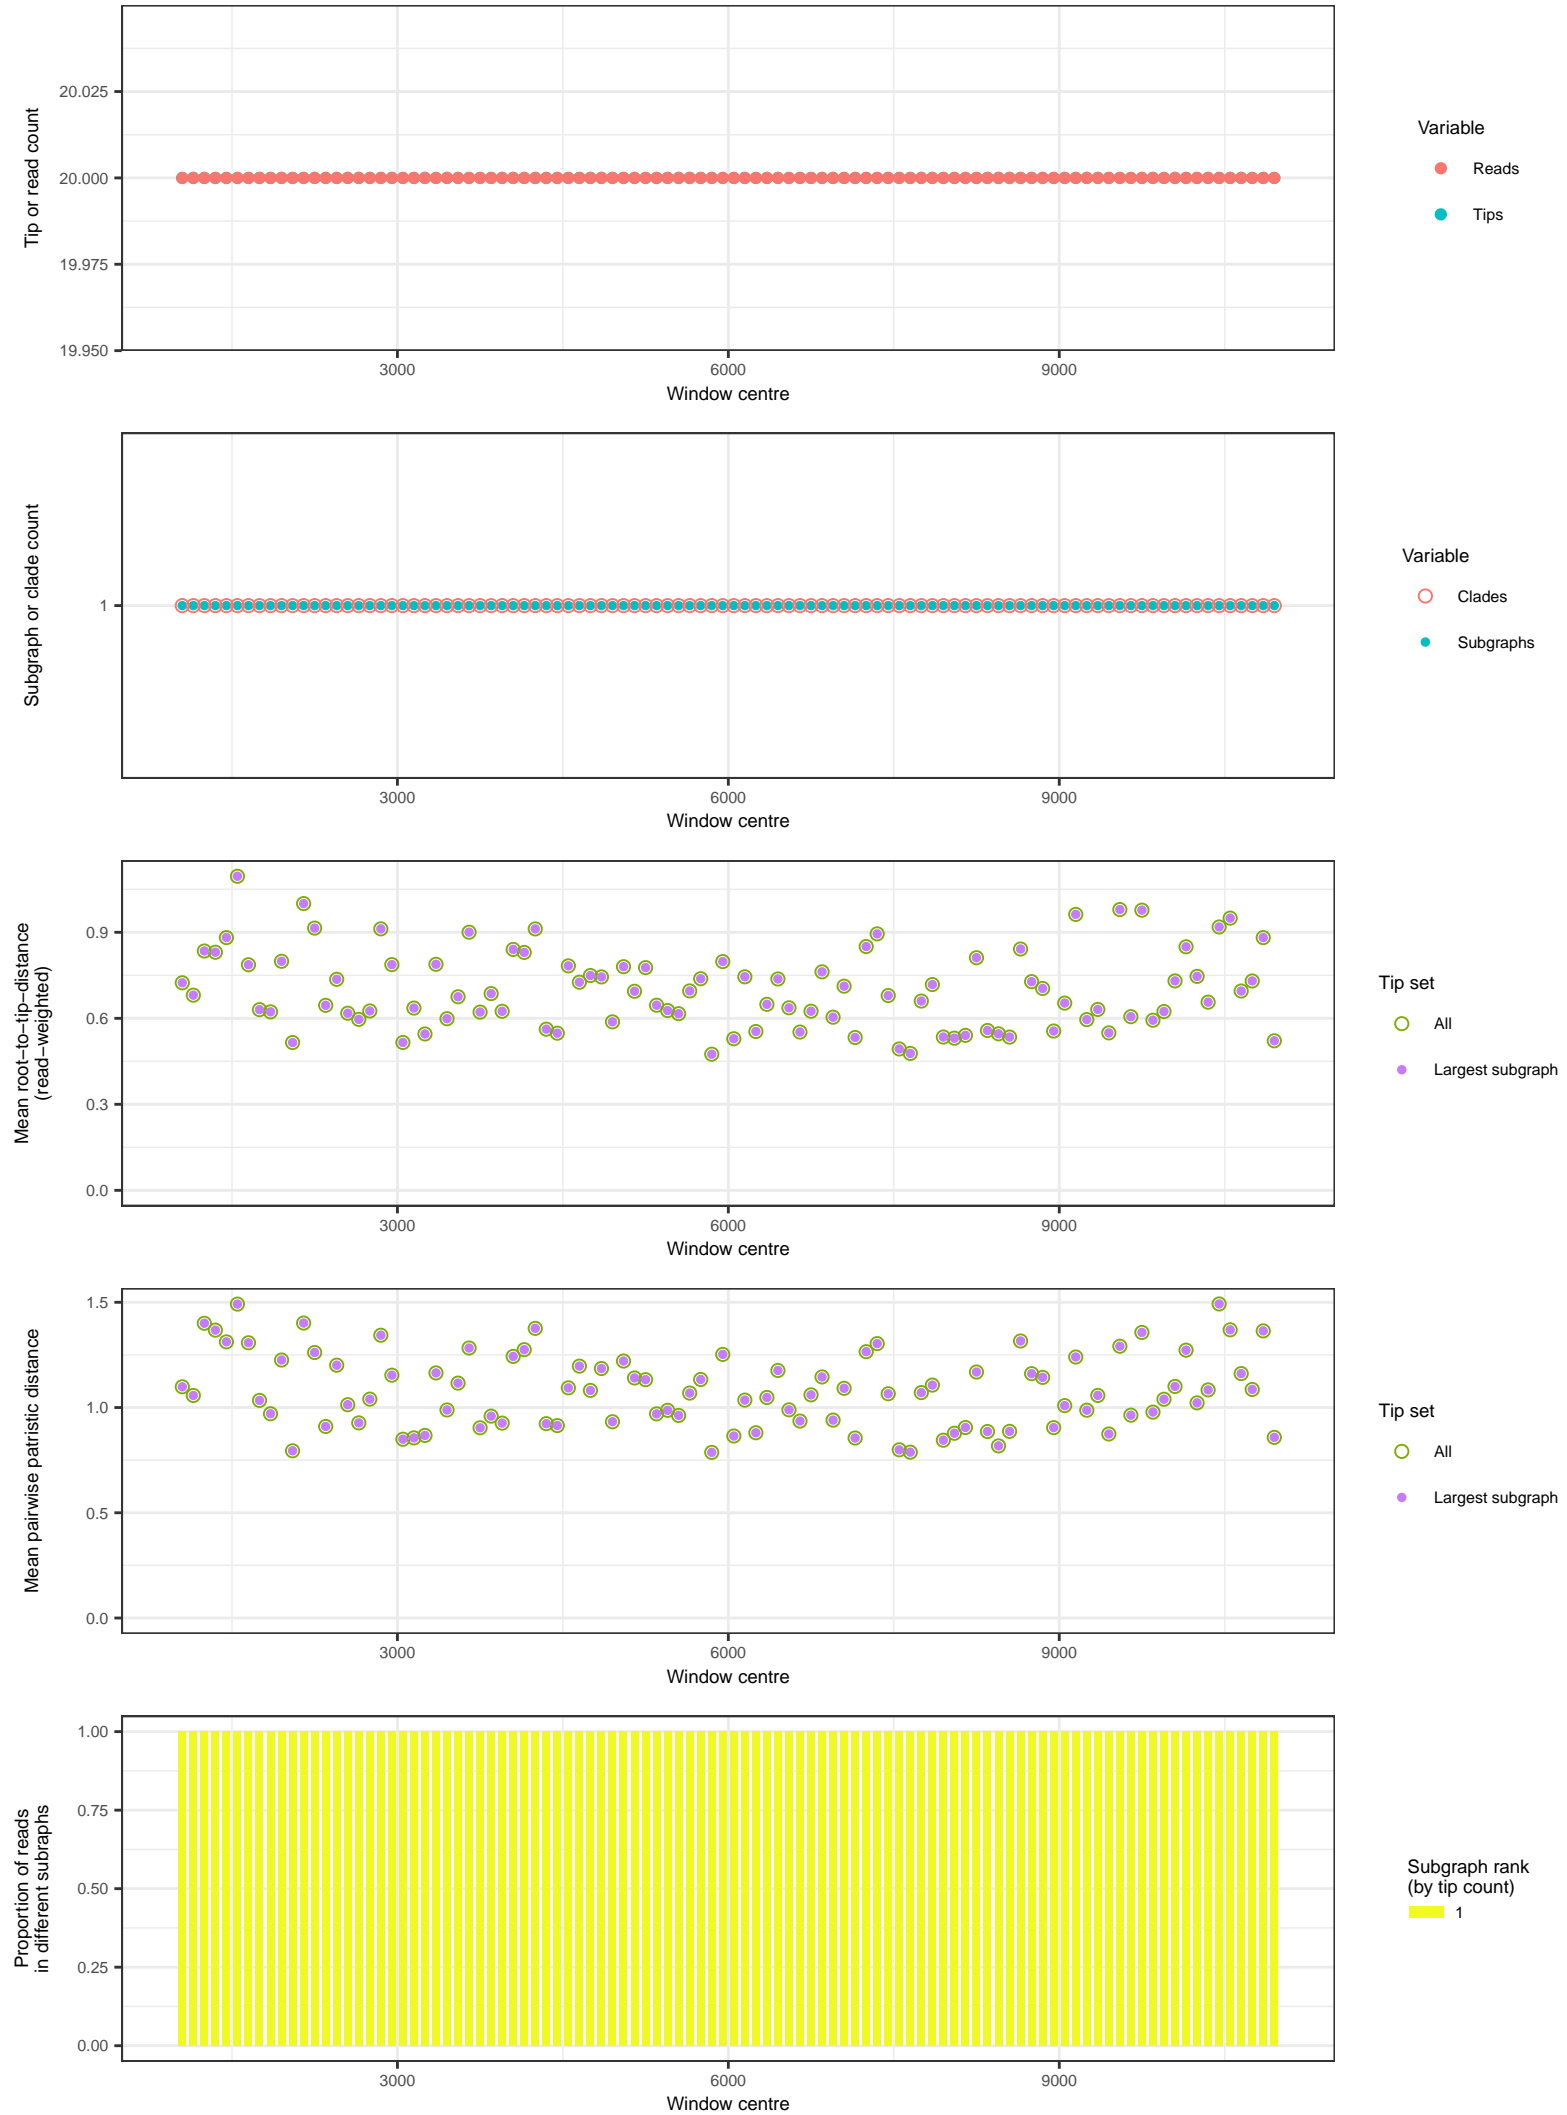 Tip or read count
20.025
20.000
19.975
19.950
3000
6000
9000
Window centre
Variable
Reads
Tips
Subgraph or clade count
1
3000
6000
9000
Window centre
Variable
Clades
Subgraphs
Mean root−to−tip−distance
(read−weighted)
0.9
0.6
0.3
0.0
3000
6000
9000
Window centre
Tip set
All
Largest subgraph
Mean pairwise patristic distance
1.5
1.0
0.5
0.0
3000
6000
9000
Window centre
Tip set
All
Largest subgraph
Proportion of reads
in different subraphs
1.00
0.75
0.50
0.25
0.00
3000
6000
9000
Window centre
Subgraph rank
(by tip count)
1